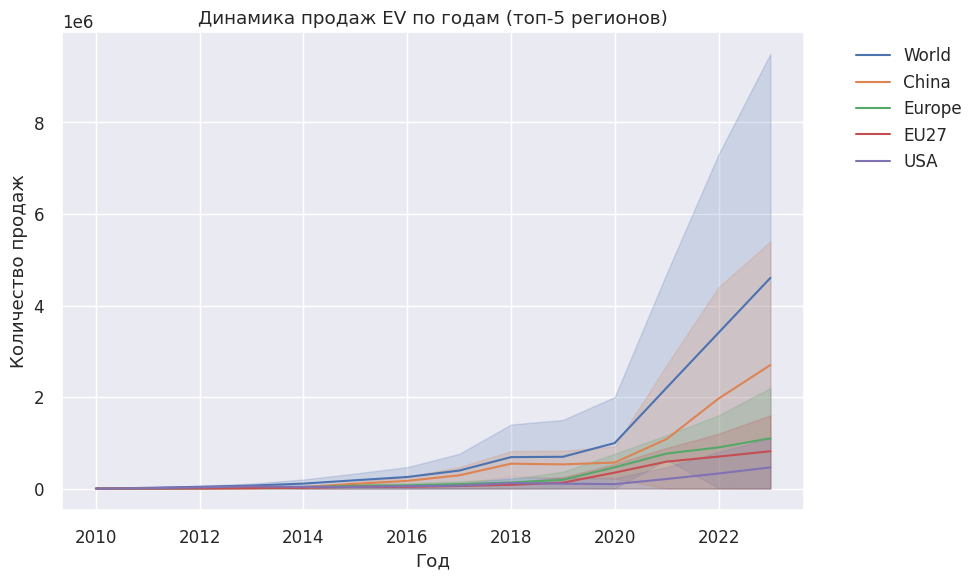 Динамика продаж EV по годам (топ-5 регионов)
1e6
8
6
4
2
0
Количество продаж
2010 2012 2014 2016 2018 2020 2022
Год
World
China
Europe
EU27
USA